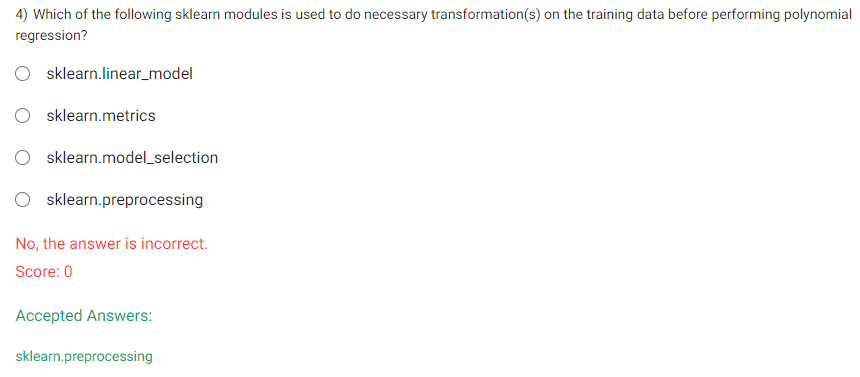 4) Which of the following sklearn modules is used to do necessary transformation(s) on the training data before performing polynomial
regression?
sklearn.linear_model
sklearn.metrics
sklearn.model_selection
sklearn.preprocessing
No, the answer is incorrect.
Score: 0
Accepted Answers:
sklearn.preprocessing